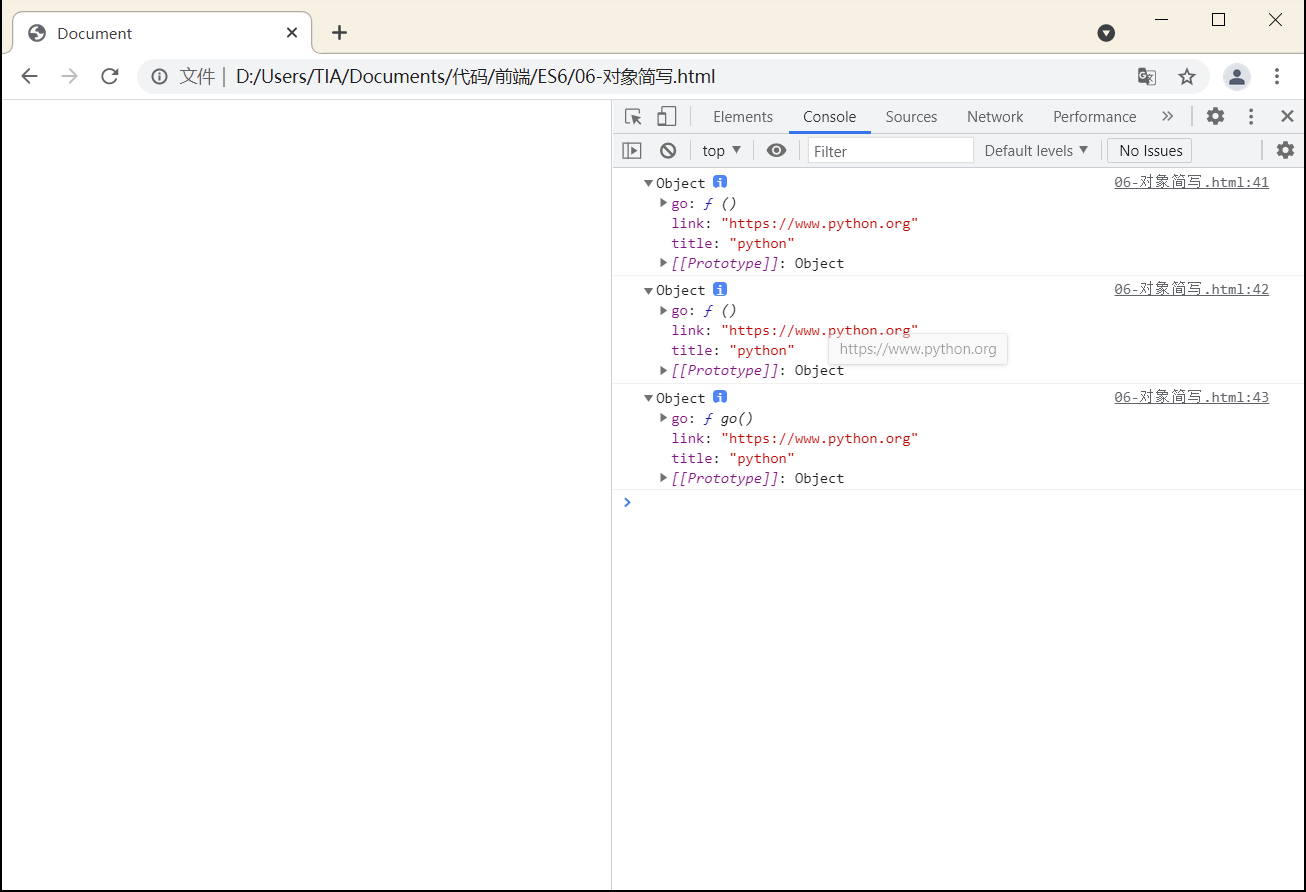 Document
文件 | D:/Users/TIA/Documents/代码/前端/ES6/06-对象简写.html
Elements Console Sources Network Performance »
top ▼ Filter Default levels ▼ No Issues
▼Object i 06-对象简写.html:41
▶go: ƒ ()
link: "https://www.python.org"
title: "python"
▶[[Prototype]]: Object
▼Object i 06-对象简写.html:42
▶go: ƒ ()
link: "https://www.python.org"
title: "python"
https://www.python.org
▶[[Prototype]]: Object
▼Object i 06-对象简写.html:43
▶go: ƒ go()
link: "https://www.python.org"
title: "python"
▶[[Prototype]]: Object